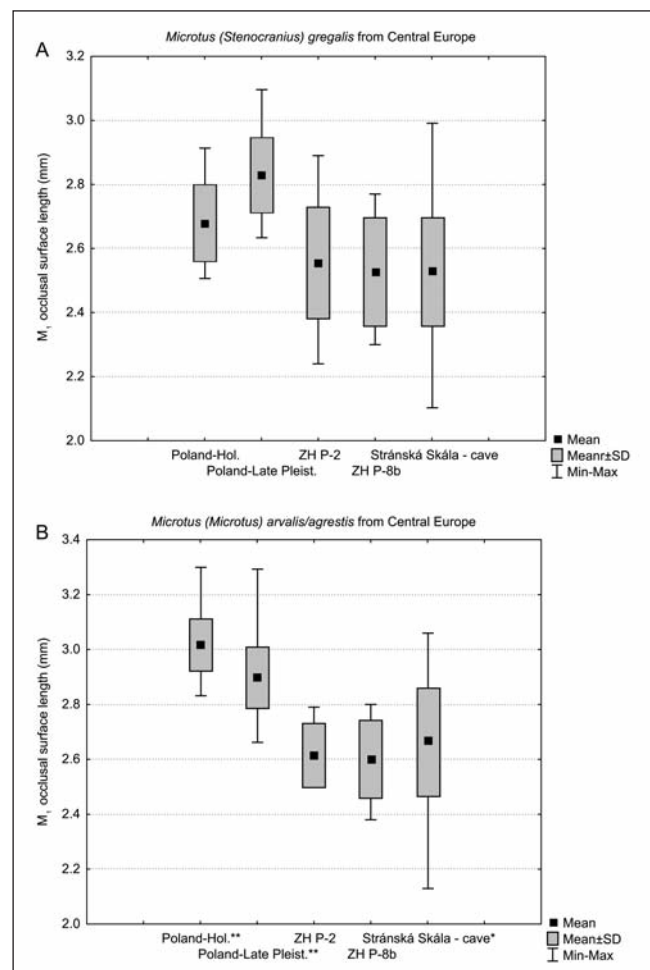 A
Microtus (Stenocranius) gregalis from Central Europe
3.2
3.0
2.8
2.6
2.4
2.2
2.0
M₁ occlusal surface length (mm)
Poland-Hol. ZH P-2 Stránská Skála - cave
Poland-Late Pleist. ZH P-8b
Mean
Meanr±SD
Min-Max
B
Microtus (Microtus) arvalis/agrestis from Central Europe
3.4
3.2
3.0
2.8
2.6
2.4
2.2
2.0
M₁ occlusal surface length (mm)
Poland-Hol.** ZH P-2 Stránská Skála - cave*
Poland-Late Pleist.** ZH P-8b
Mean
Mean±SD
Min-Max